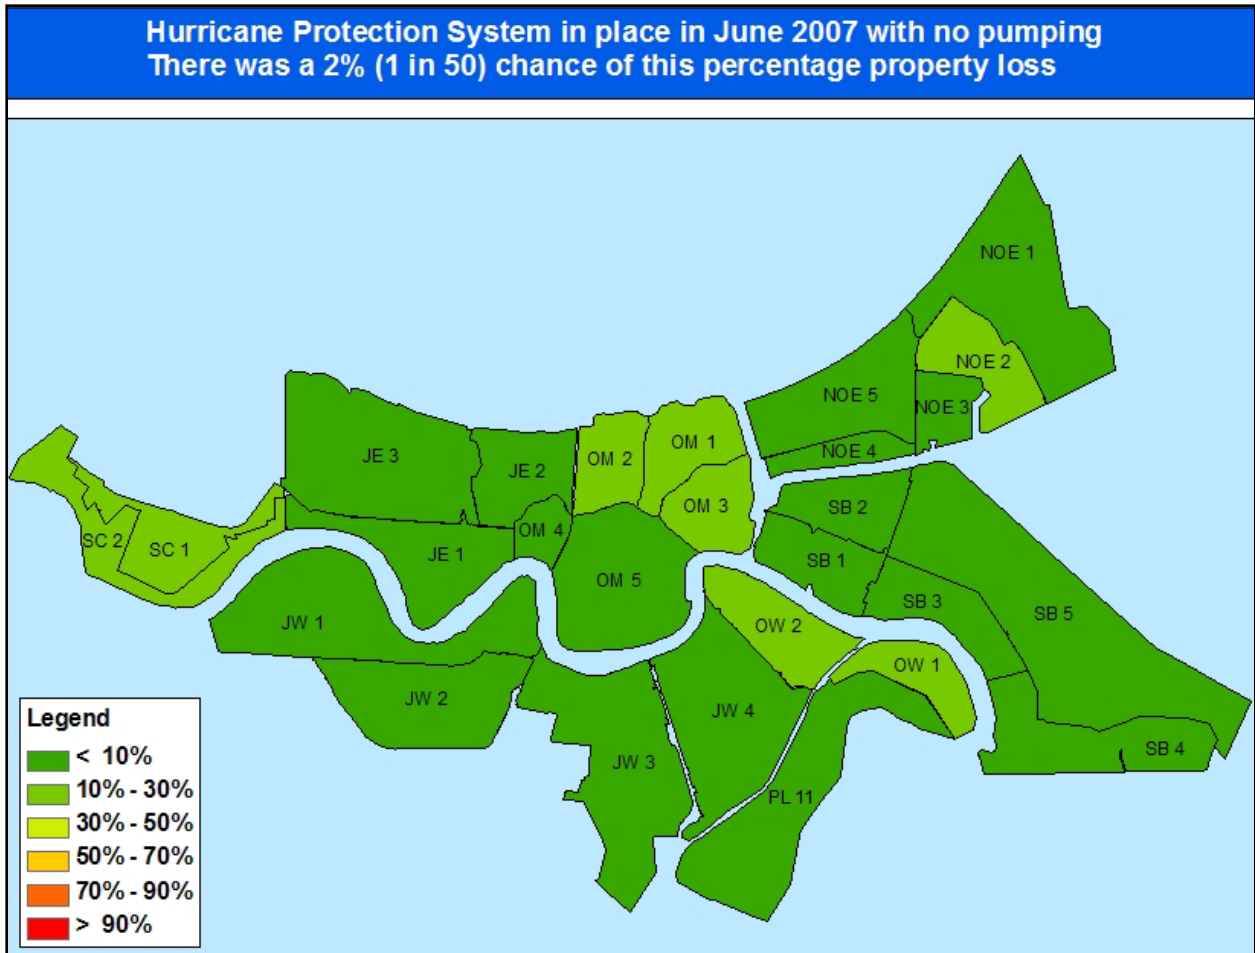 Hurricane Protection System in place in June 2007 with no pumping
There was a 2% (1 in 50) chance of this percentage property loss
NOE 1
NOE 2
NOE 5
NOE 3
NOE 4
JE 3
JE 2
OM 2
OM 1
OM 3
OM 4
SC 2
SC 1
JE 1
OM 5
SB 2
SB 1
SB 3
SB 5
JW 1
OW 2
OW 1
JW 2
JW 4
JW 3
SB 4
PL 11
Legend
< 10%
10% - 30%
30% - 50%
50% - 70%
70% - 90%
> 90%